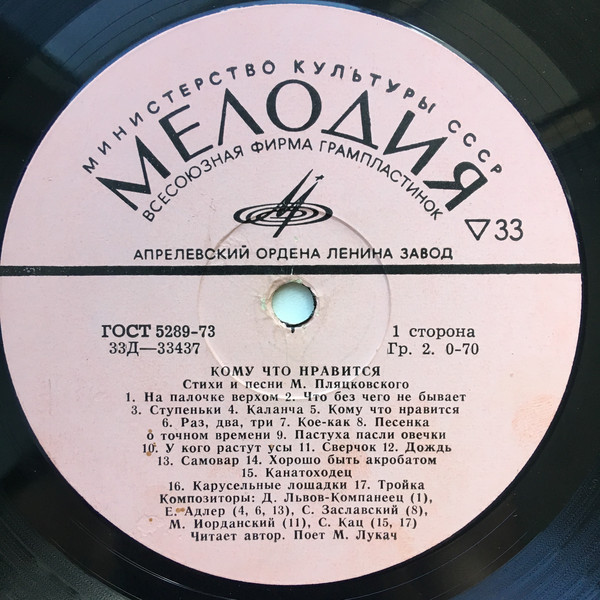 МИНИСТЕРСТВО КУЛЬТУРЫ СССР
МЕЛОДИЯ
ВСЕСОЮЗНАЯ ФИРМА ГРАМПЛАСТИНОК
▽33
АПРЕЛЕВСКИЙ ОРДЕНА ЛЕНИНА ЗАВОД
ГОСТ 5289-73
33Д—33437
1 сторона
Гр. 2. 0-70
КОМУ ЧТО НРАВИТСЯ
Стихи и песни М. Пляцковского
1. На палочке верхом 2. Что без чего не бывает
3. Ступеньки 4. Каланча 5. Кому что нравится
6. Раз, два, три 7. Кое-как 8. Песенка
о точном времени 9. Пастуха пасли овечки
10. У кого растут усы 11. Сверчок 12. Дождь
13. Самовар 14. Хорошо быть акробатом
15. Канатоходец
16. Карусельные лошадки 17. Тройка
Композиторы: Д. Львов-Компанеец (1),
Е. Адлер (4, 6, 13), С. Заславский (8),
М. Иорданский (11), С. Кац (15, 17)
Читает автор. Поет М. Лукач